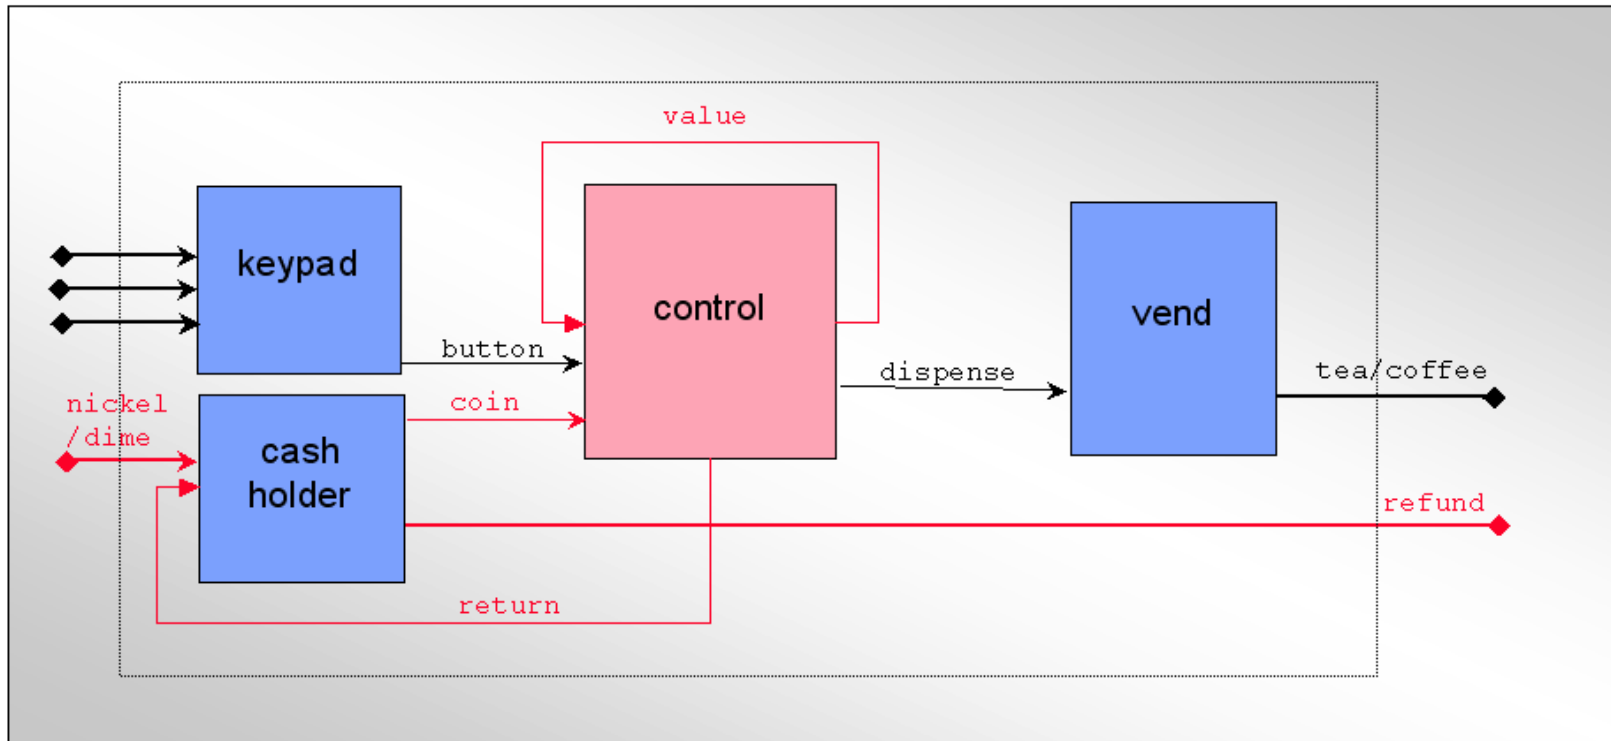 value
keypad
control
vend
button
dispense
tea/coffee
nickel
/dime
coin
cash
holder
refund
return